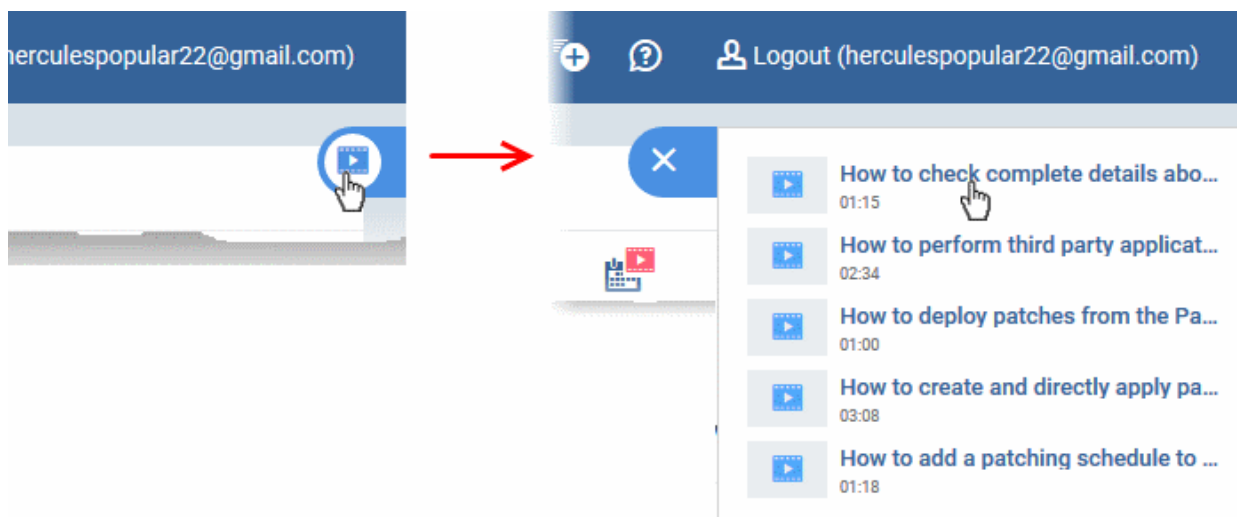 herculespopular22@gmail.com)
Logout (herculespopular22@gmail.com)
How to check complete details abo...
01:15
How to perform third party applicat...
02:34
How to deploy patches from the Pa...
01:00
How to create and directly apply pa...
03:08
How to add a patching schedule to ...
01:18